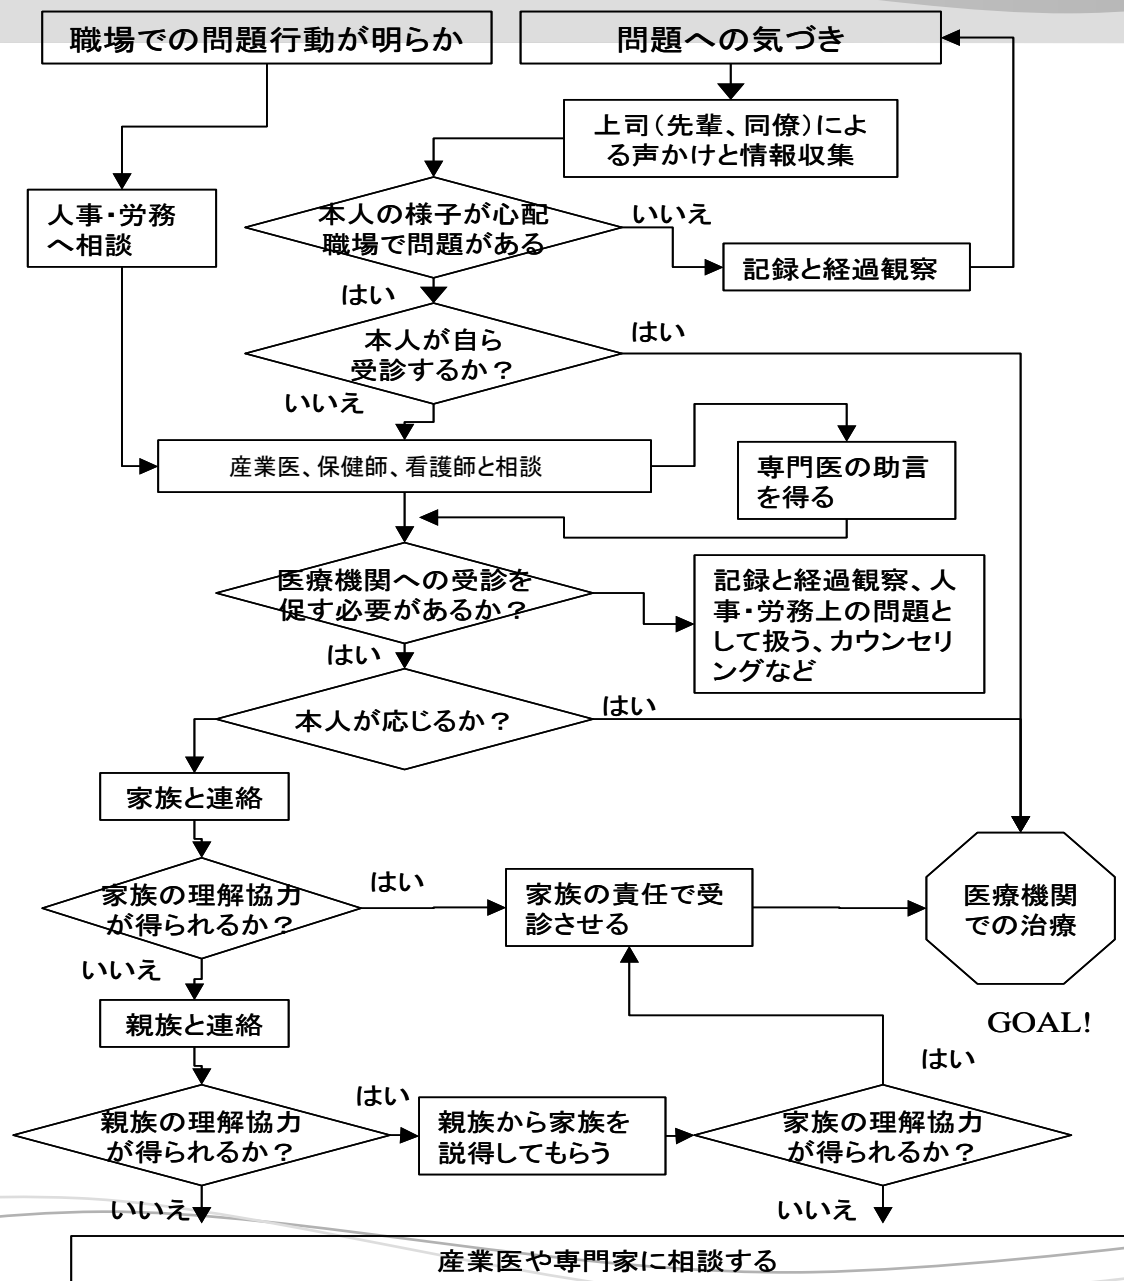 職場での問題行動が明らか
問題への気づき
上司(先輩、同僚)によ
る声かけと情報収集
人事・労務
へ相談
本人の様子が心配
職場で問題がある
いいえ
記録と経過観察
はい
本人が自ら
受診するか？
はい
いいえ
産業医、保健師、看護師と相談
専門医の助言
を得る
医療機関への受診を
促す必要があるか？
記録と経過観察、人
事・労務上の問題と
して扱う、カウンセリ
ングなど
はい
本人が応じるか？
はい
家族と連絡
家族の理解協力
が得られるか？
はい
家族の責任で受
診させる
医療機関
での治療
GOAL!
いいえ
親族と連絡
親族の理解協力
が得られるか？
はい
親族から家族を
説得してもらう
家族の理解協力
が得られるか？
はい
いいえ
いいえ
産業医や専門家に相談する